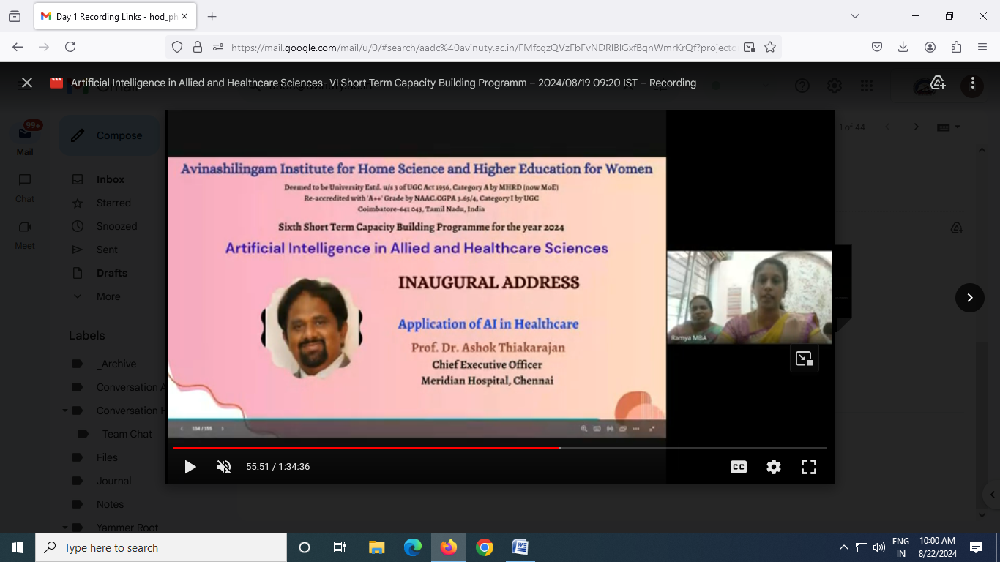 Day 1 Recording Links - hod_ph
https://mail.google.com/mail/u/0/#search/aadc%40avinuty.ac.in/FMfcgzQVzFbFvNDRlBlGxfBqnWmrKrQf?projecto
Artificial Intelligence in Allied and Healthcare Sciences- VI Short Term Capacity Building Programm – 2024/08/19 09:20 IST – Recording
99+
Mail
Chat
Meet
Compose
Inbox
Starred
Snoozed
Sent
Drafts
More
Labels
_Archive
Conversation A
Conversation H
Team Chat
Files
Journal
Notes
Yammer Root
1 of 44
Avinashilingam Institute for Home Science and Higher Education for Women
Deemed to be University Estd. u/s 3 of UGC Act 1956, Category A by MHRD (now MoE)
Re-accredited with 'A++' Grade by NAAC.CGPA 3.65/4, Category I by UGC
Coimbatore-641 043, Tamil Nadu, India
Sixth Short Term Capacity Building Programme for the year 2024
Artificial Intelligence in Allied and Healthcare Sciences
INAUGURAL ADDRESS
Application of AI in Healthcare
Prof. Dr. Ashok Thiakarajan
Chief Executive Officer
Meridian Hospital, Chennai
134 / 155
Ramya MBA
55:51 / 1:34:36
CC
Type here to search
ENG
IN
10:00 AM
8/22/2024